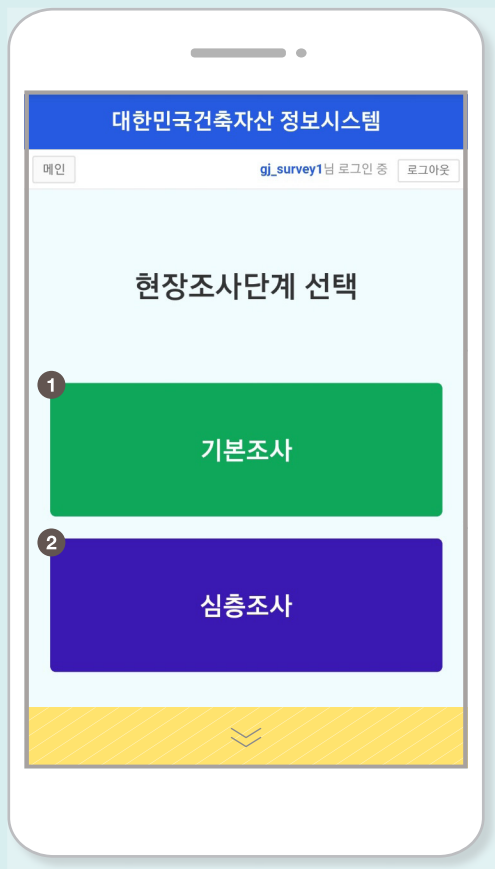 대한민국건축자산 정보시스템
메인 gj_survey1님 로그인 중 로그아웃
현장조사단계 선택
1
기본조사
2
심층조사